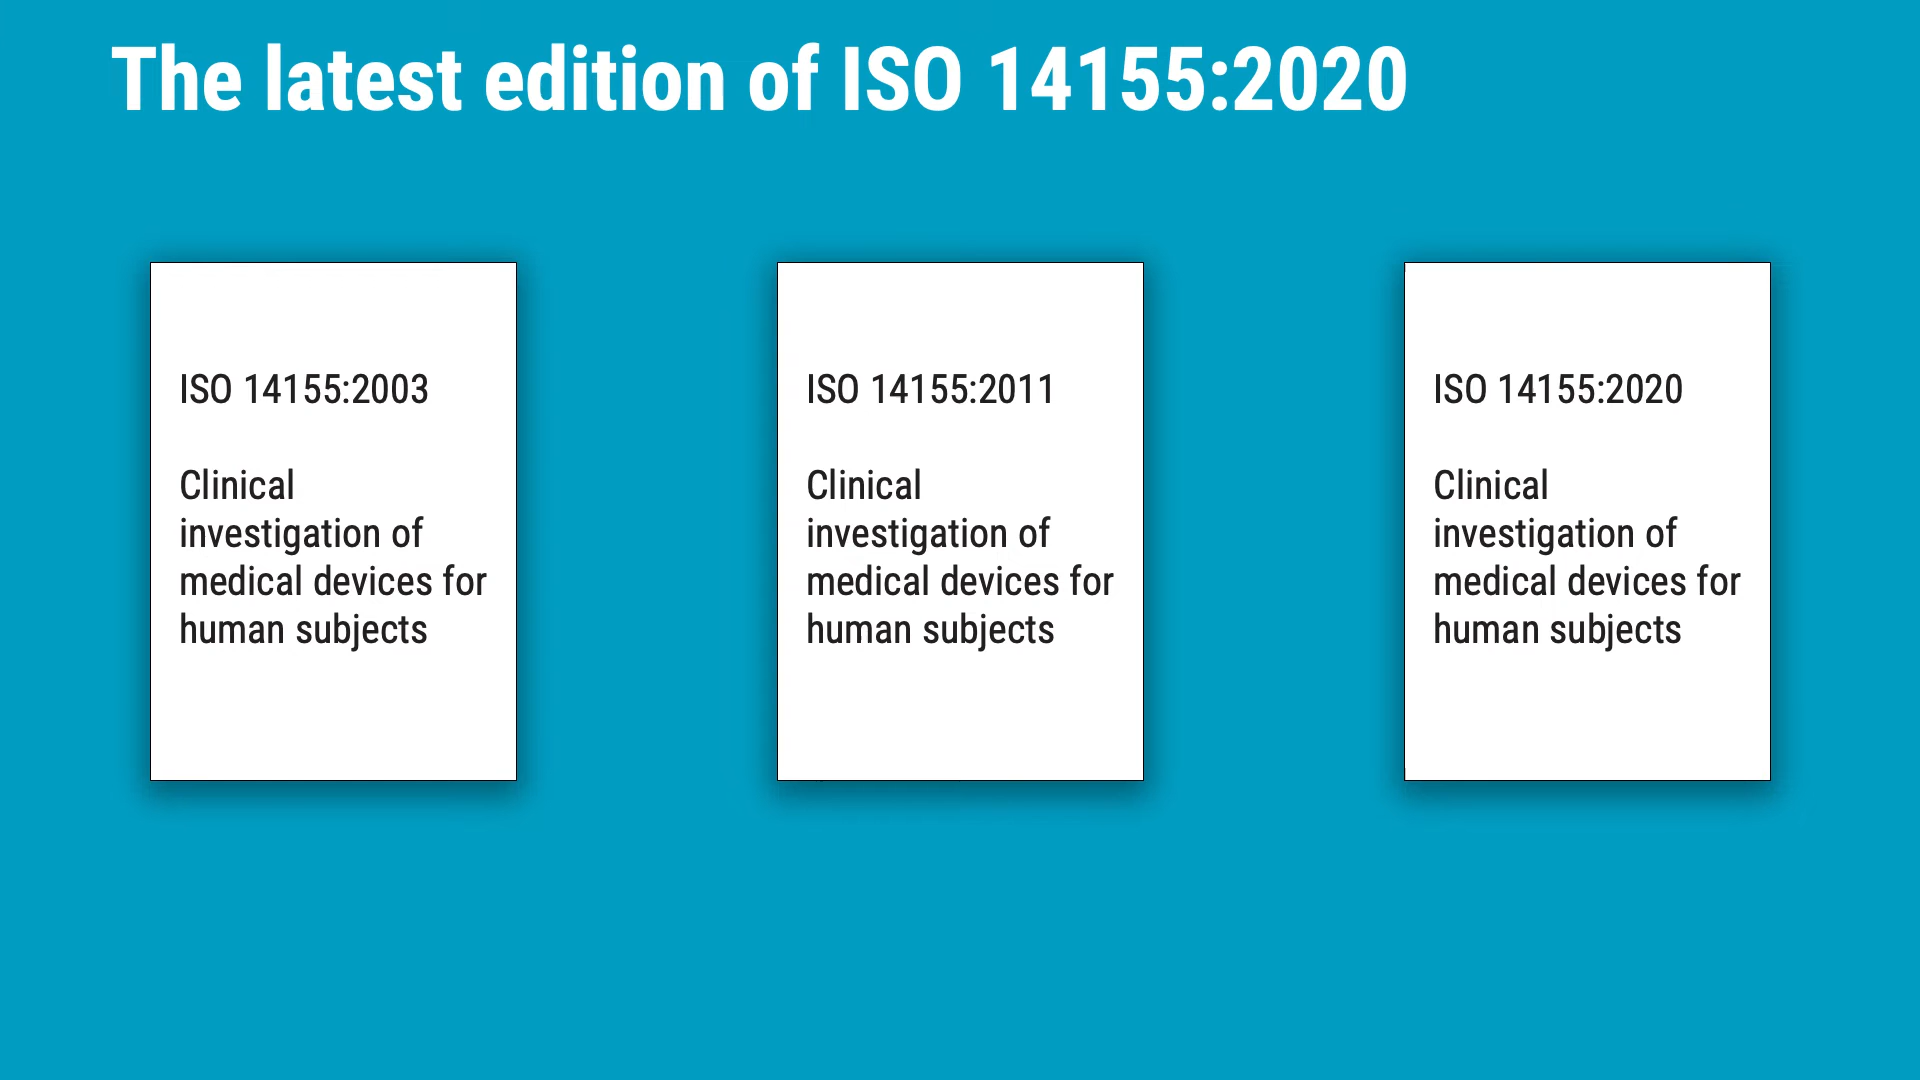 The latest edition of ISO 14155:2020
ISO 14155:2003
Clinical
investigation of
medical devices for
human subjects
ISO 14155:2011
Clinical
investigation of
medical devices for
human subjects
ISO 14155:2020
Clinical
investigation of
medical devices for
human subjects